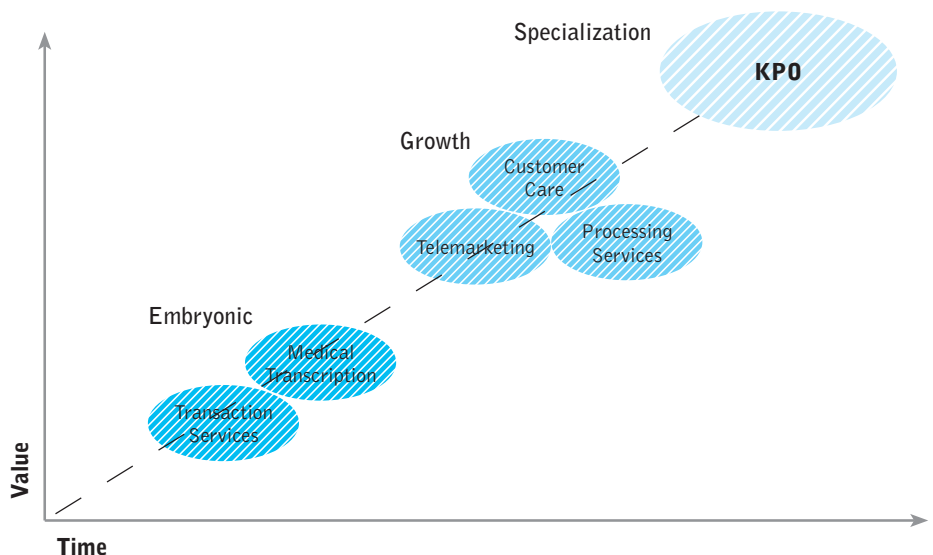 Specialization
KPO
Growth
Customer
Care
Telemarketing
Processing
Services
Embryonic
Medical
Transcription
Transaction
Services
Value
Time